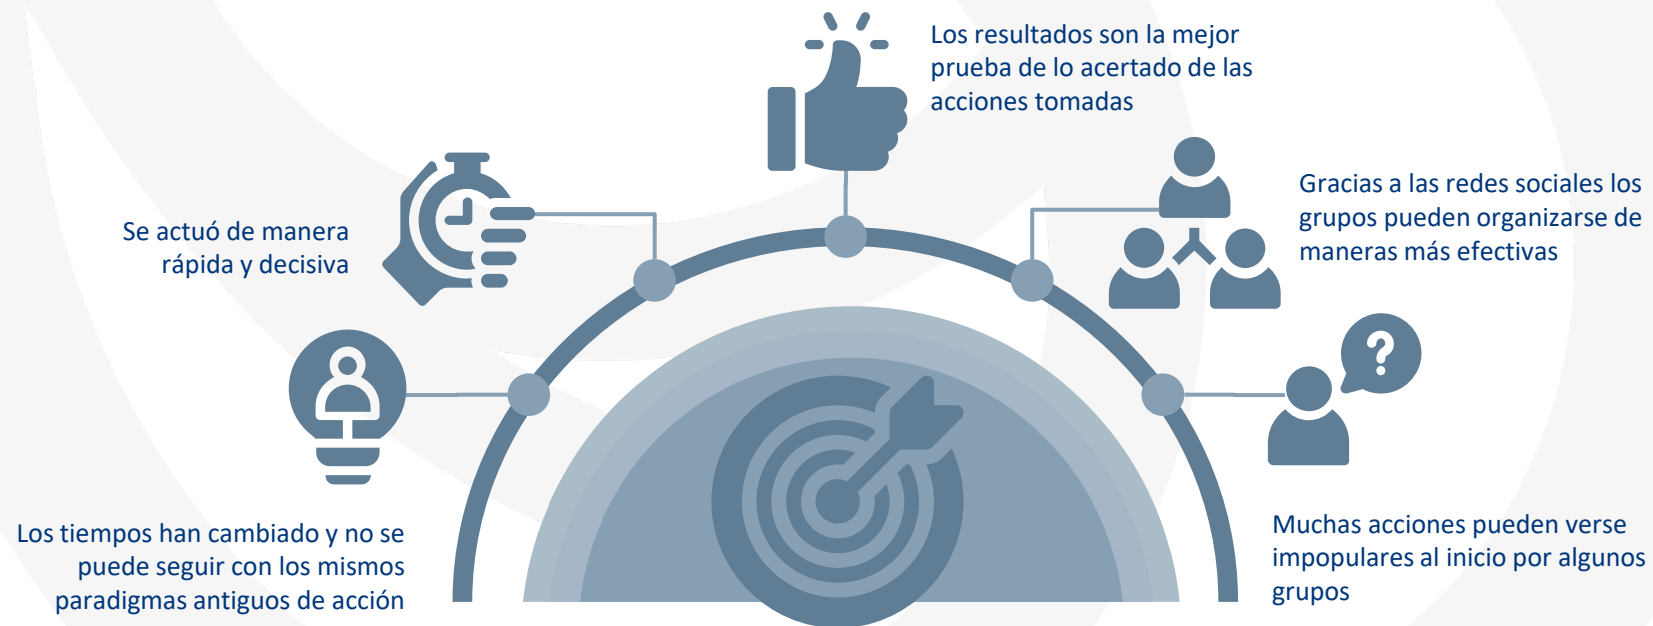 Los resultados son la mejor
prueba de lo acertado de las
acciones tomadas
Se actuó de manera
rápida y decisiva
Gracias a las redes sociales los
grupos pueden organizarse de
maneras más efectivas
?
Los tiempos han cambiado y no se
puede seguir con los mismos
paradigmas antiguos de acción
Muchas acciones pueden verse
impopulares al inicio por algunos
grupos